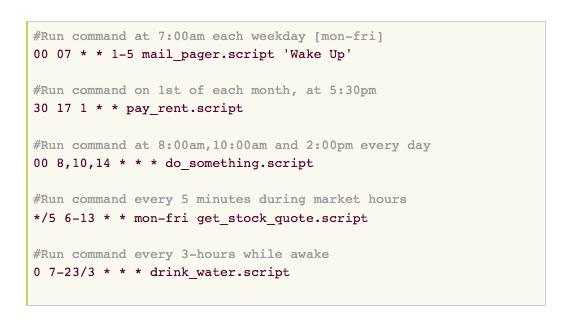 #Run command at 7:00am each weekday [mon-fri]
00 07 * * 1-5 mail_pager.script 'Wake Up'
#Run command on 1st of each month, at 5:30pm
30 17 1 * * pay_rent.script
#Run command at 8:00am,10:00am and 2:00pm every day
00 8,10,14 * * * do_something.script
#Run command every 5 minutes during market hours
*/5 6-13 * * mon-fri get_stock_quote.script
#Run command every 3-hours while awake
0 7-23/3 * * * drink_water.script